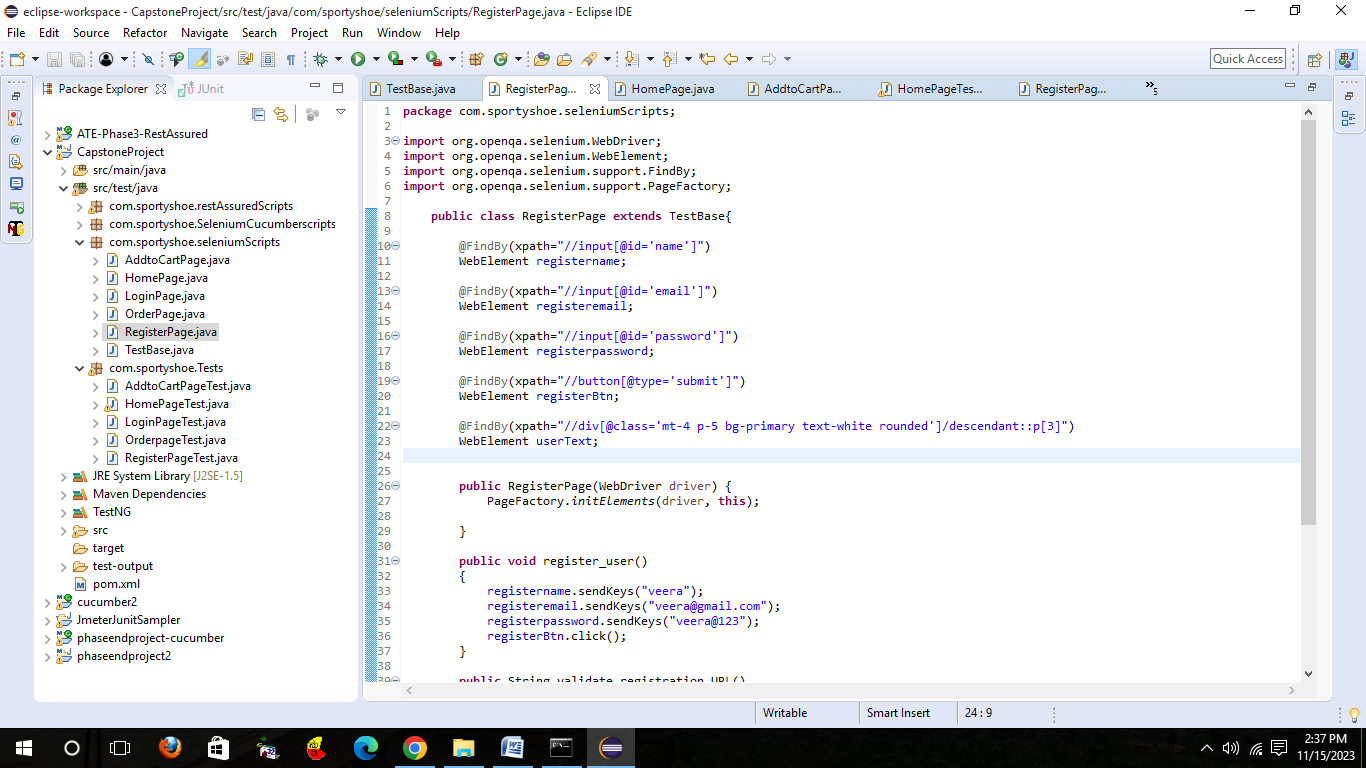 eclipse-workspace - CapstoneProject/src/test/java/com/sportyshoe/seleniumScripts/RegisterPage.java - Eclipse IDE
File Edit Source Refactor Navigate Search Project Run Window Help
Quick Access
Package Explorer JUnit
ATE-Phase3-RestAssured
CapstoneProject
src/main/java
src/test/java
com.sportyshoe.restAssuredScripts
com.sportyshoe.SeleniumCucumberscripts
com.sportyshoe.seleniumScripts
AddtoCartPage.java
HomePage.java
LoginPage.java
OrderPage.java
RegisterPage.java
TestBase.java
com.sportyshoe.Tests
AddtoCartPageTest.java
HomePageTest.java
LoginPageTest.java
OrderpageTest.java
RegisterPageTest.java
JRE System Library [J2SE-1.5]
Maven Dependencies
TestNG
src
target
test-output
pom.xml
cucumber2
JmeterJunitSampler
phaseendproject-cucumber
phaseendproject2
TestBase.java RegisterPag... HomePage.java AddtoCartPa... HomePageTes... RegisterPag... »5
1 package com.sportyshoe.seleniumScripts;
2
3 import org.openqa.selenium.WebDriver;
4 import org.openqa.selenium.WebElement;
5 import org.openqa.selenium.support.FindBy;
6 import org.openqa.selenium.support.PageFactory;
7
8 public class RegisterPage extends TestBase{
9
10 @FindBy(xpath="//input[@id='name']")
11 WebElement registername;
12
13 @FindBy(xpath="//input[@id='email']")
14 WebElement registeremail;
15
16 @FindBy(xpath="//input[@id='password']")
17 WebElement registerpassword;
18
19 @FindBy(xpath="//button[@type='submit']")
20 WebElement registerBtn;
21
22 @FindBy(xpath="//div[@class='mt-4 p-5 bg-primary text-white rounded']/descendant::p[3]")
23 WebElement userText;
24
25
26 public RegisterPage(WebDriver driver) {
27 PageFactory.initElements(driver, this);
28
29 }
30
31 public void register_user()
32 {
33 registername.sendKeys("veera");
34 registeremail.sendKeys("veera@gmail.com");
35 registerpassword.sendKeys("veera@123");
36 registerBtn.click();
37 }
38
39 public String validate_registration_URL()
Writable Smart Insert 24 : 9
2:37 PM
11/15/2023